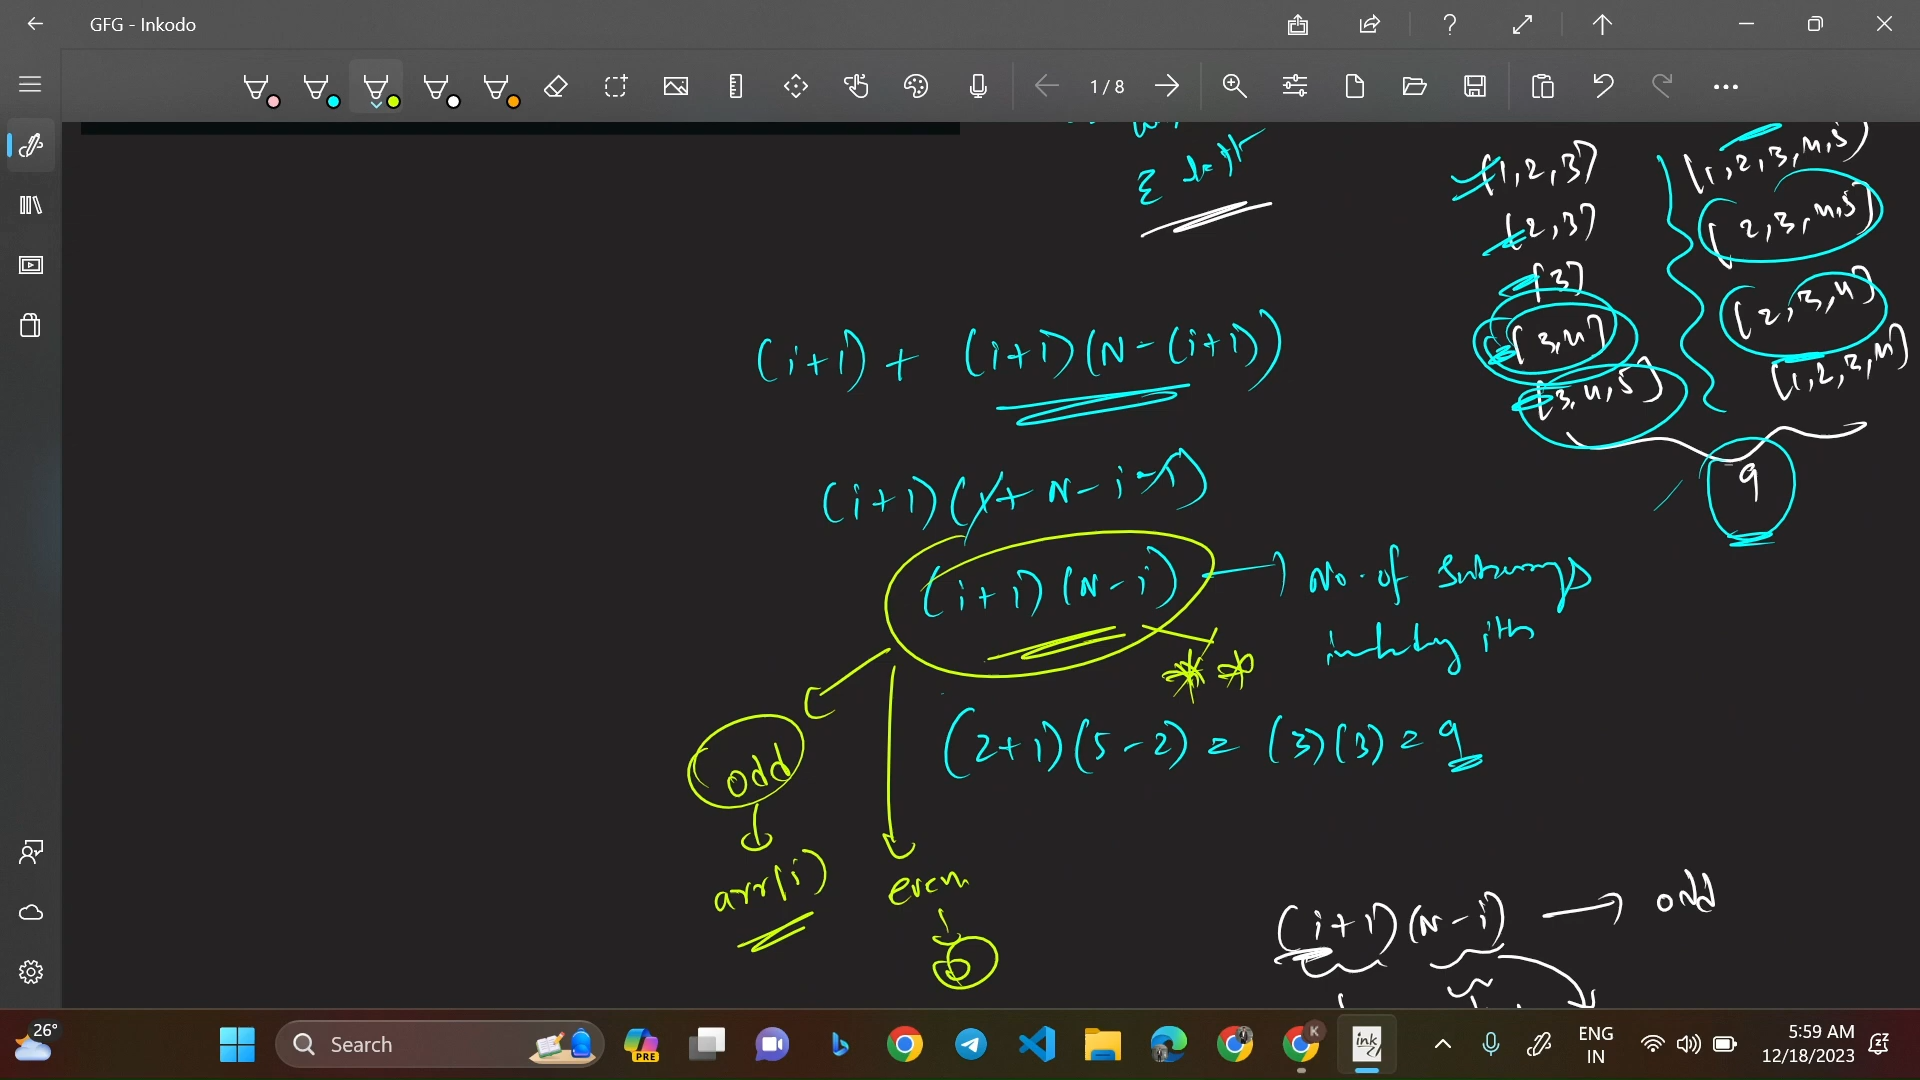 GFG - Inkodo
1 / 8
Σ left
[1, 2, 3]
[2, 3]
[3]
[3, 4]
[3, 4, 5]
[1, 2, 3, 4, 5]
[2, 3, 4, 5]
[2, 3, 4]
[1, 2, 3, 4]
9
(i+1) + (i+1)(N-(i+1))
(i+1)(1+N-i-1)
(i+1)(N-i) → No. of subarrays
including ith
**
(2+1)(5-2) = (3)(3) = 9
odd
arr[i]
even
0
(i+1)(N-i) → odd
26°
Search
PRE
K
ink
ENG
IN
5:59 AM
12/18/2023